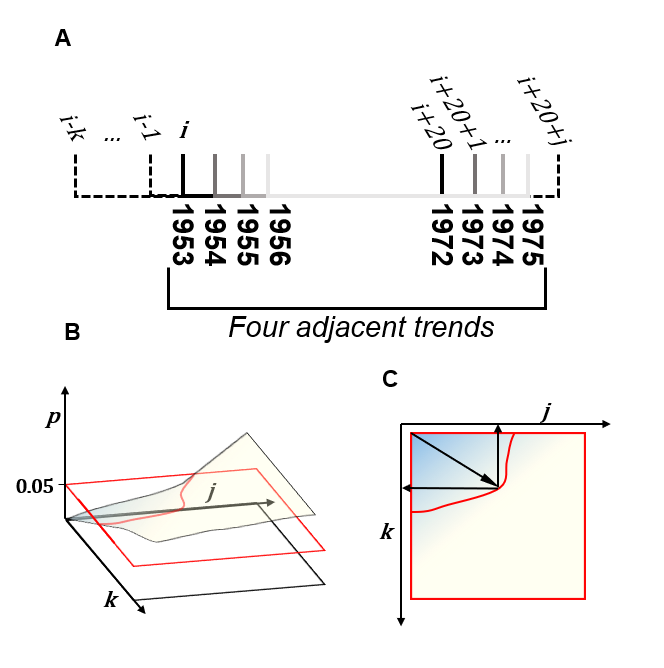 A
i-k ... i-1 i i+20 i+20+1 ... i+20+j
1953 1954 1955 1956 1972 1973 1974 1975
Four adjacent trends
B
p
0.05
j
k
C
j
k